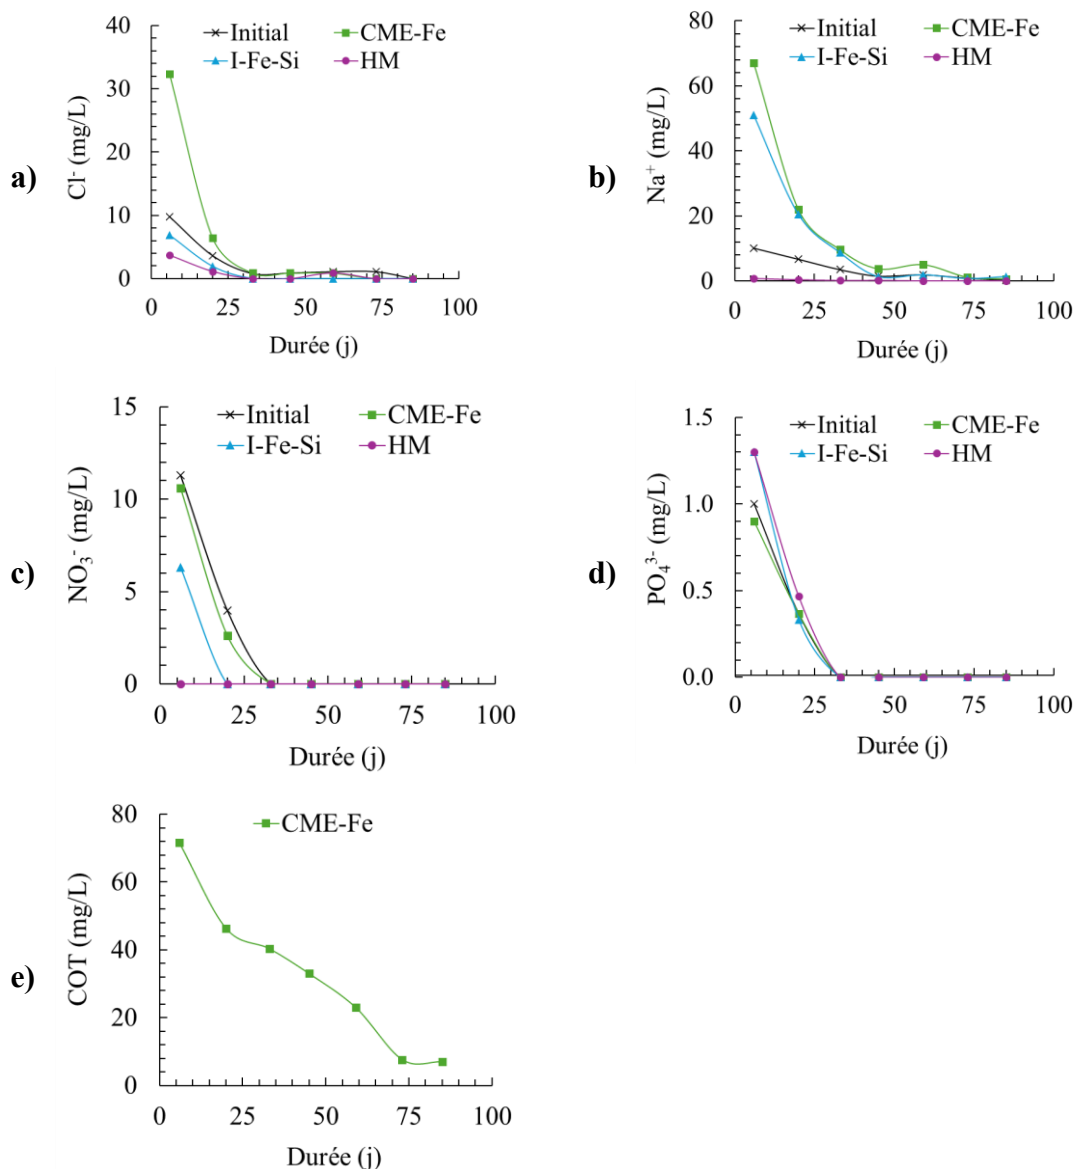 a)
Cl⁻ (mg/L)
40
30
20
10
0
Initial CME-Fe
I-Fe-Si HM
0 25 50 75 100
Durée (j)
b)
Na⁺ (mg/L)
80
60
40
20
0
Initial CME-Fe
I-Fe-Si HM
0 25 50 75 100
Durée (j)
c)
NO₃⁻ (mg/L)
15
10
5
0
Initial CME-Fe
I-Fe-Si HM
0 25 50 75 100
Durée (j)
d)
PO₄³⁻ (mg/L)
1.5
1.0
0.5
0.0
Initial CME-Fe
I-Fe-Si HM
0 25 50 75 100
Durée (j)
e)
COT (mg/L)
80
60
40
20
0
CME-Fe
0 25 50 75 100
Durée (j)